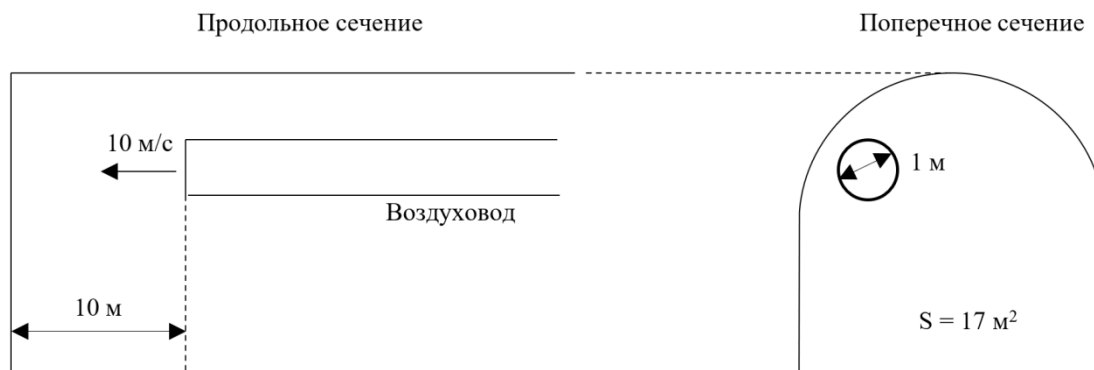 Продольное сечение
Поперечное сечение
10 м/с
1 м
Воздуховод
10 м
S = 17 м²